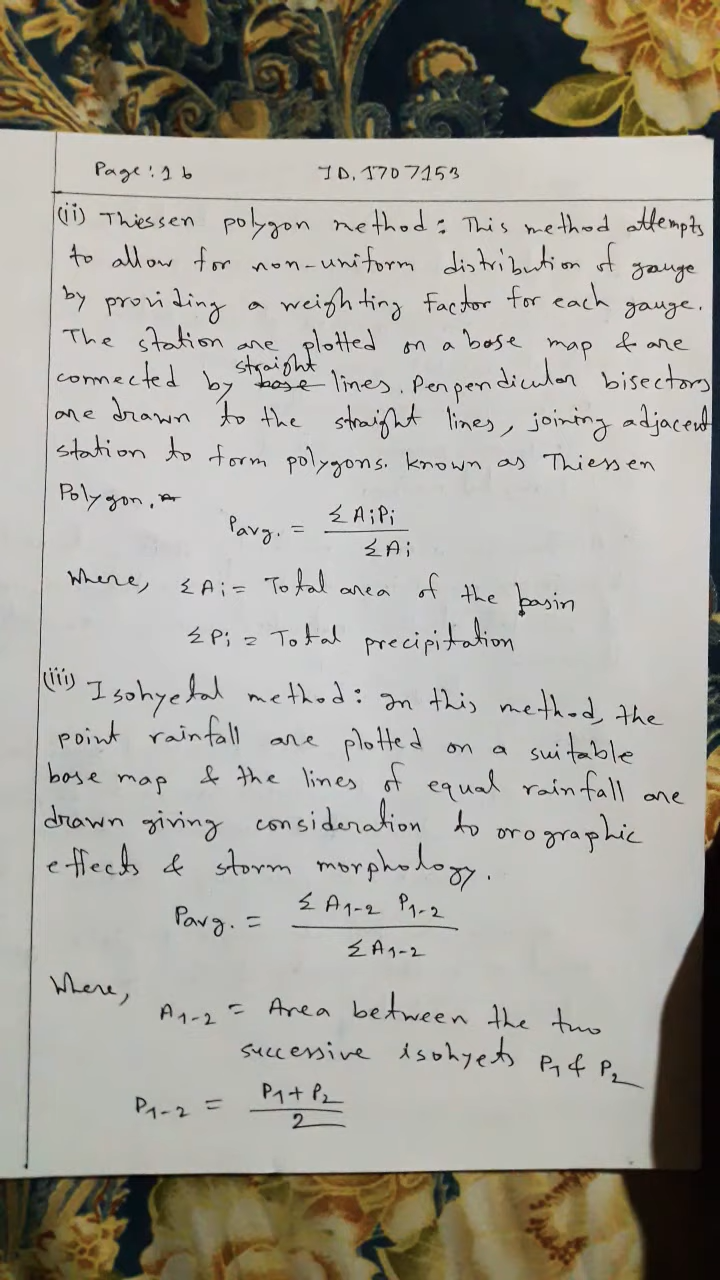 Page: 16 ID. 1707153
(ii) Thiessen polygon method: This method attempts
to allow for non-uniform distribution of gauge
by providing a weighting factor for each gauge.
The station are plotted on a base map & are
connected by straight lines. Perpendicular bisectors
are drawn to the straight lines, joining adjacent
station to form polygons. known as Thiessen
Polygon.
Pavg. = ΣAiPi / ΣAi
Where, ΣAi = Total area of the basin
ΣPi = Total precipitation
(iii) Isohyetal method: In this method, the
point rainfall are plotted on a suitable
base map & the lines of equal rainfall are
drawn giving consideration to orographic
effects & storm morphology.
Pavg. = ΣA1-2 P1-2 / ΣA1-2
Where,
A1-2 = Area between the two
successive isohyets P1 & P2
P1-2 = P1+P2 / 2